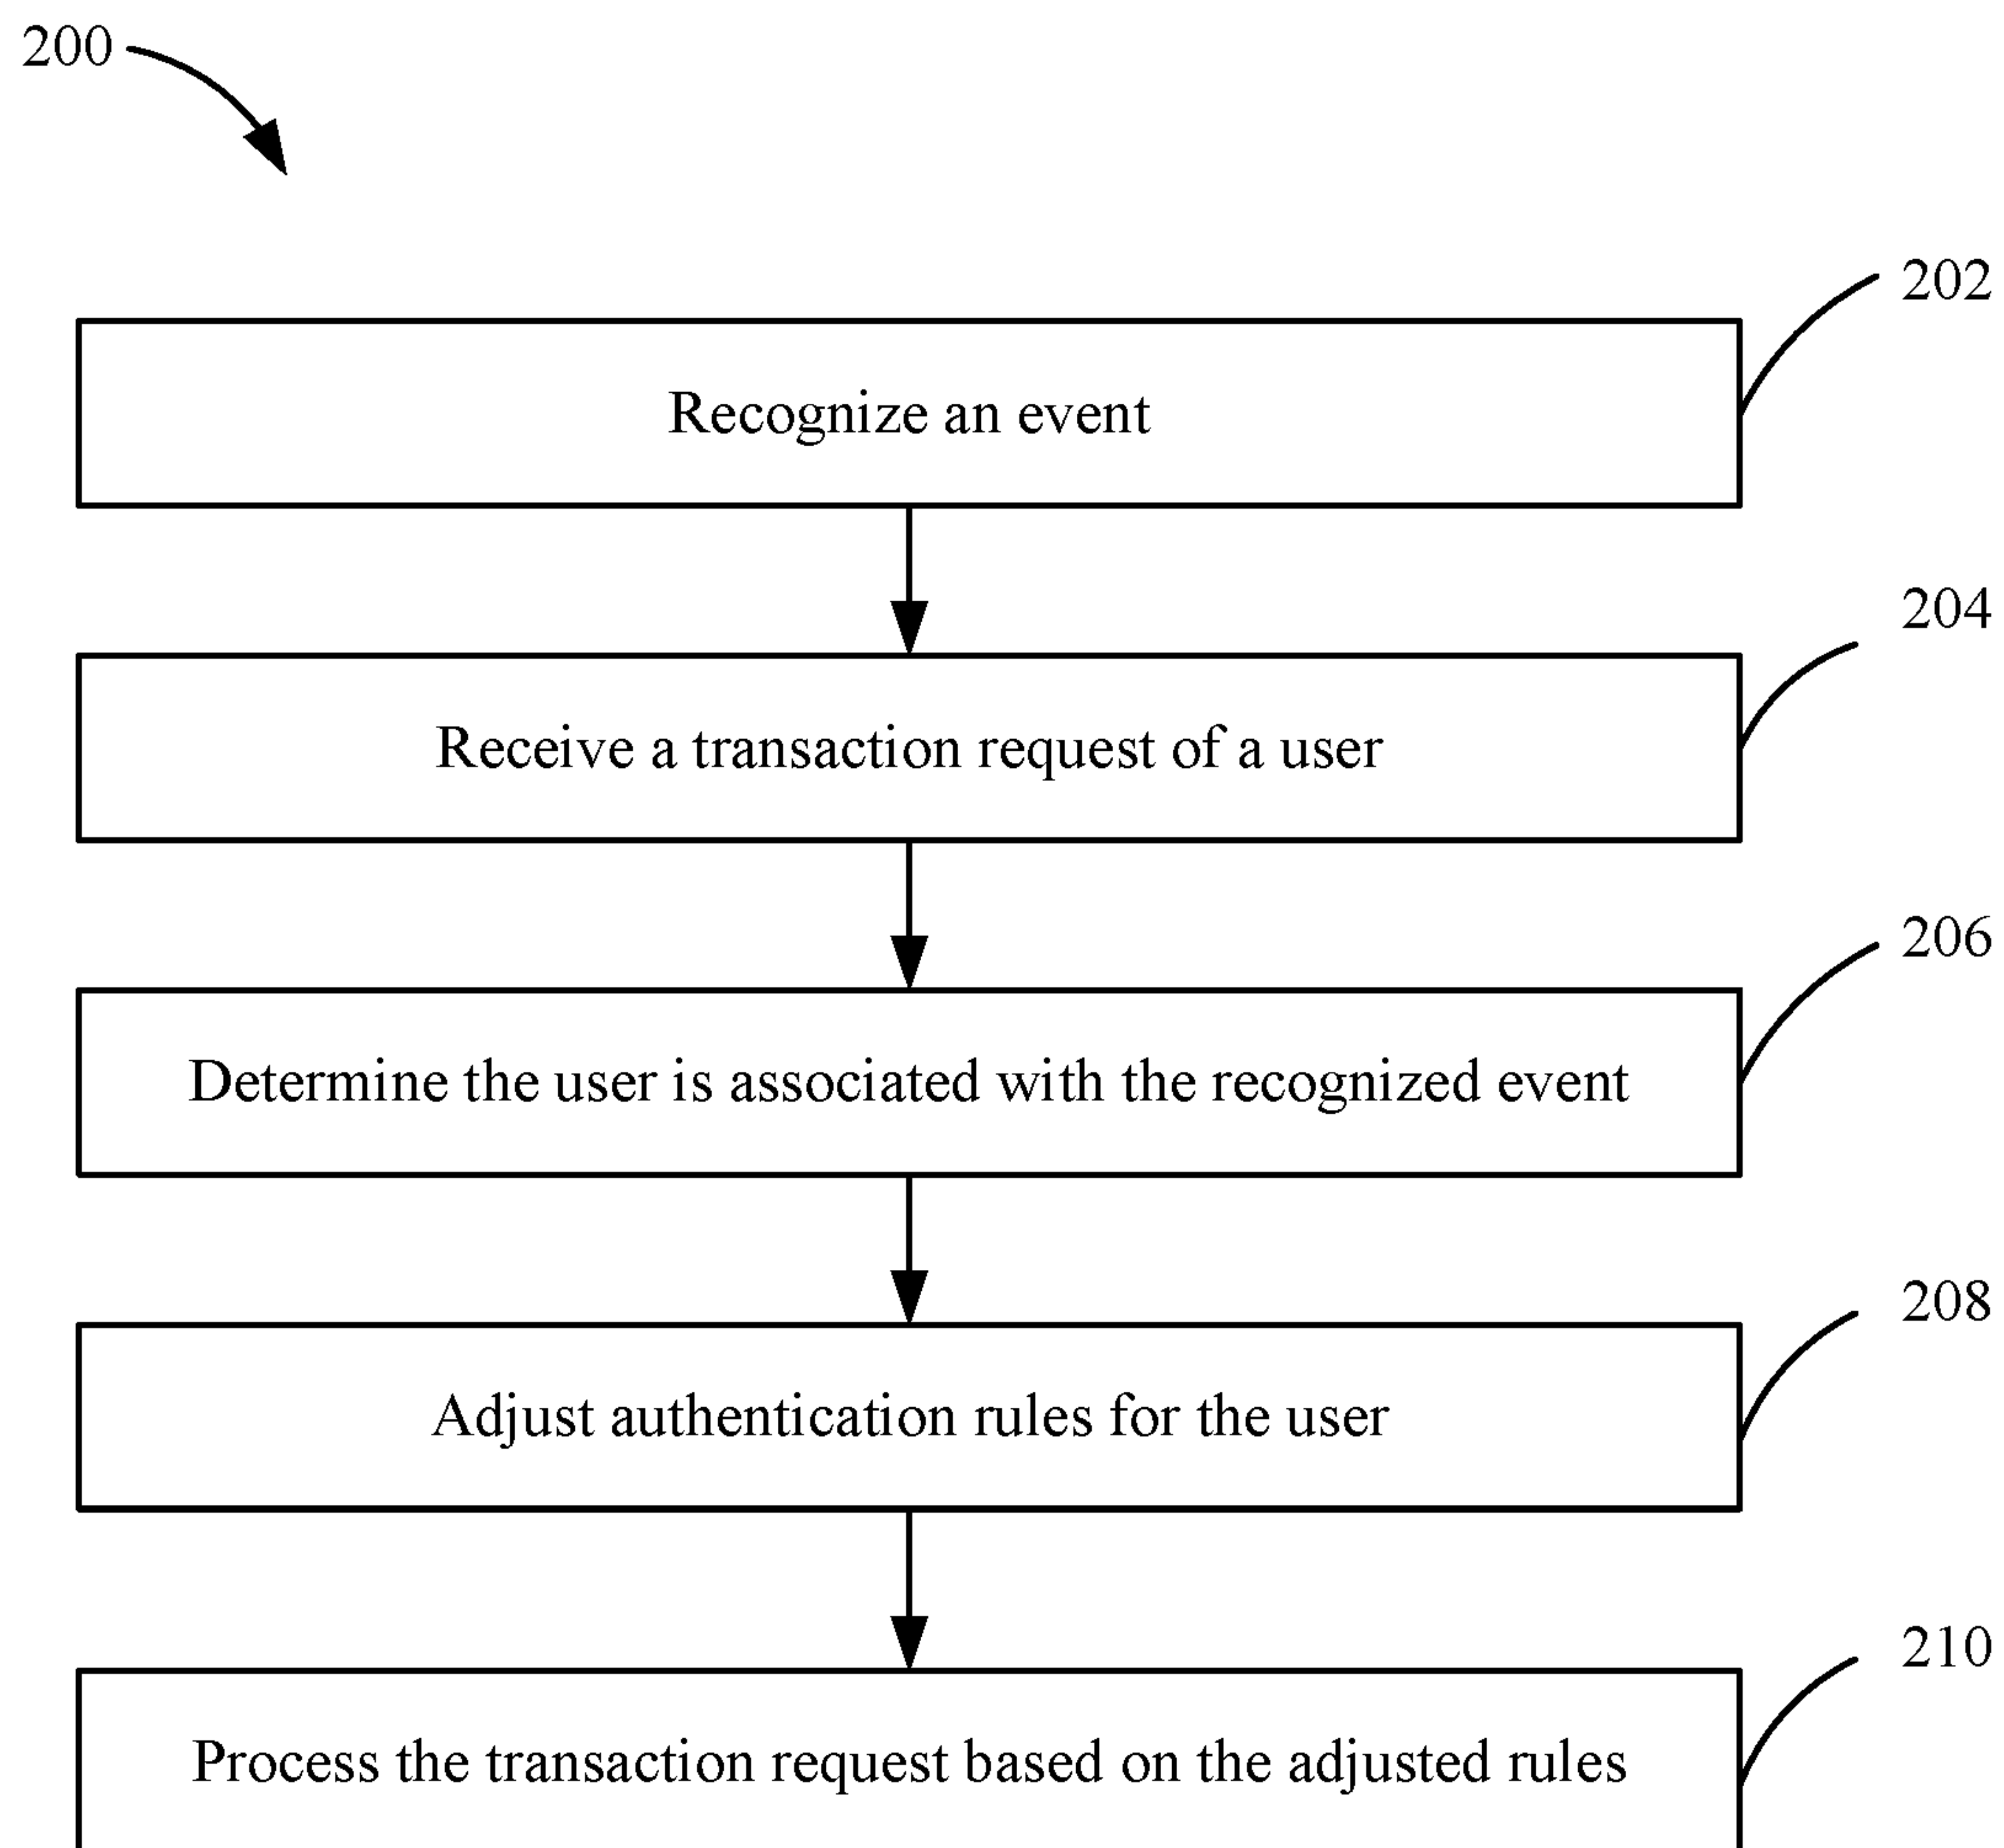 200
202
Recognize an event
204
Receive a transaction request of a user
206
Determine the user is associated with the recognized event
208
Adjust authentication rules for the user
210
Process the transaction request based on the adjusted rules